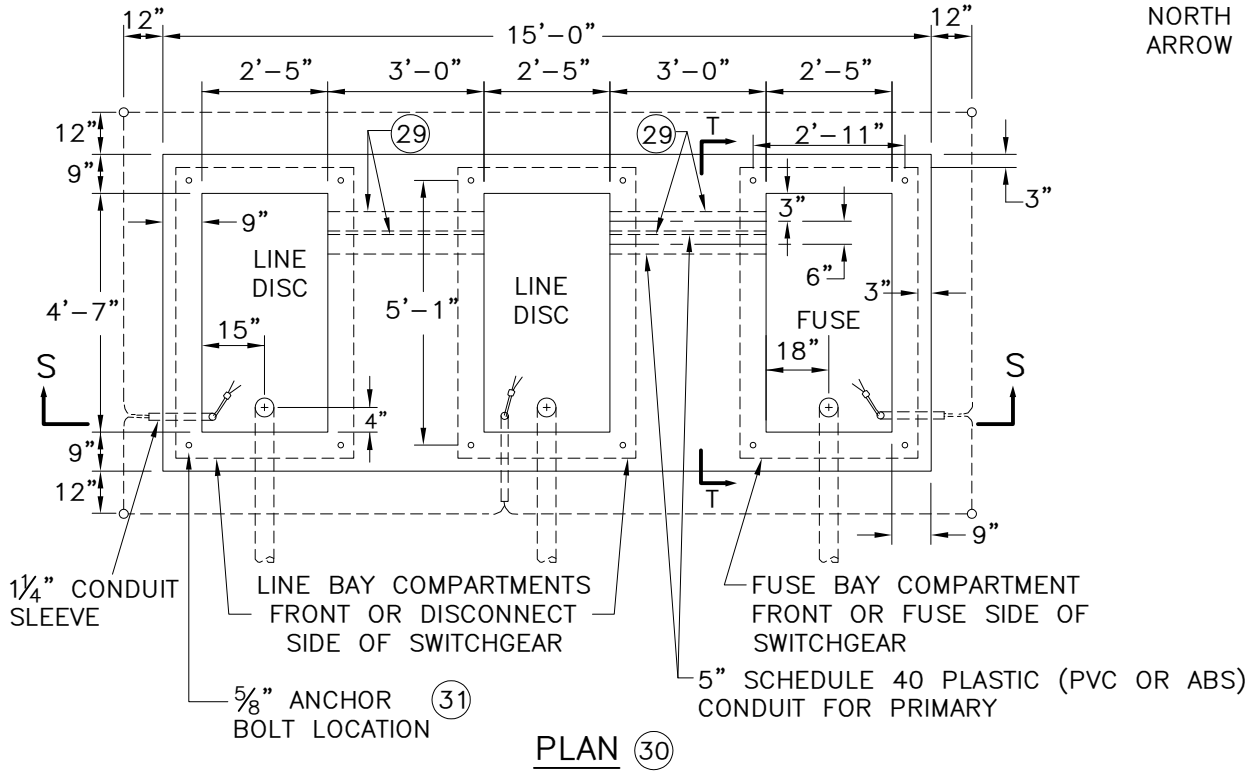 12”
15’–0”
12”
NORTH
ARROW
2’–5”
3’–0”
2’–5”
3’–0”
2’–5”
12”
29
29
T
2’–11”
9”
3”
9”
3”
LINE
DISC
LINE
DISC
6”
3”
4’–7”
5’–1”
FUSE
15”
18”
S
S
4”
9”
12”
T
9”
1¼” CONDUIT
SLEEVE
LINE BAY COMPARTMENTS
FRONT OR DISCONNECT
SIDE OF SWITCHGEAR
FUSE BAY COMPARTMENT
FRONT OR FUSE SIDE OF
SWITCHGEAR
5” SCHEDULE 40 PLASTIC (PVC OR ABS)
CONDUIT FOR PRIMARY
⅝” ANCHOR 31
BOLT LOCATION
PLAN 30